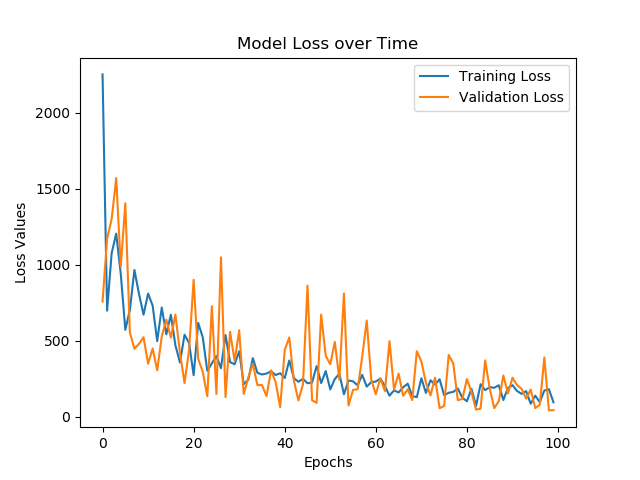 Model Loss over Time
Training Loss
Validation Loss
2000
1500
1000
500
0
Loss Values
0 20 40 60 80 100
Epochs